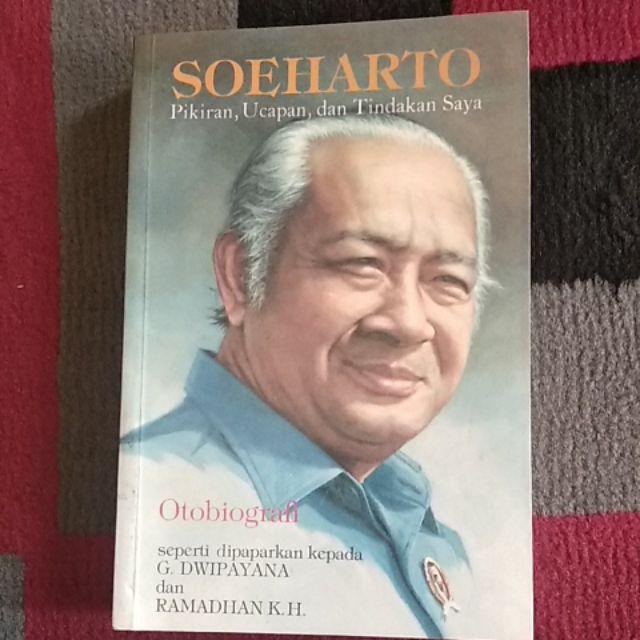 SOEHARTO
Pikiran, Ucapan, dan Tindakan Saya
Otobiografi
seperti dipaparkan kepada
G. DWIPAYANA
dan
RAMADHAN K.H.